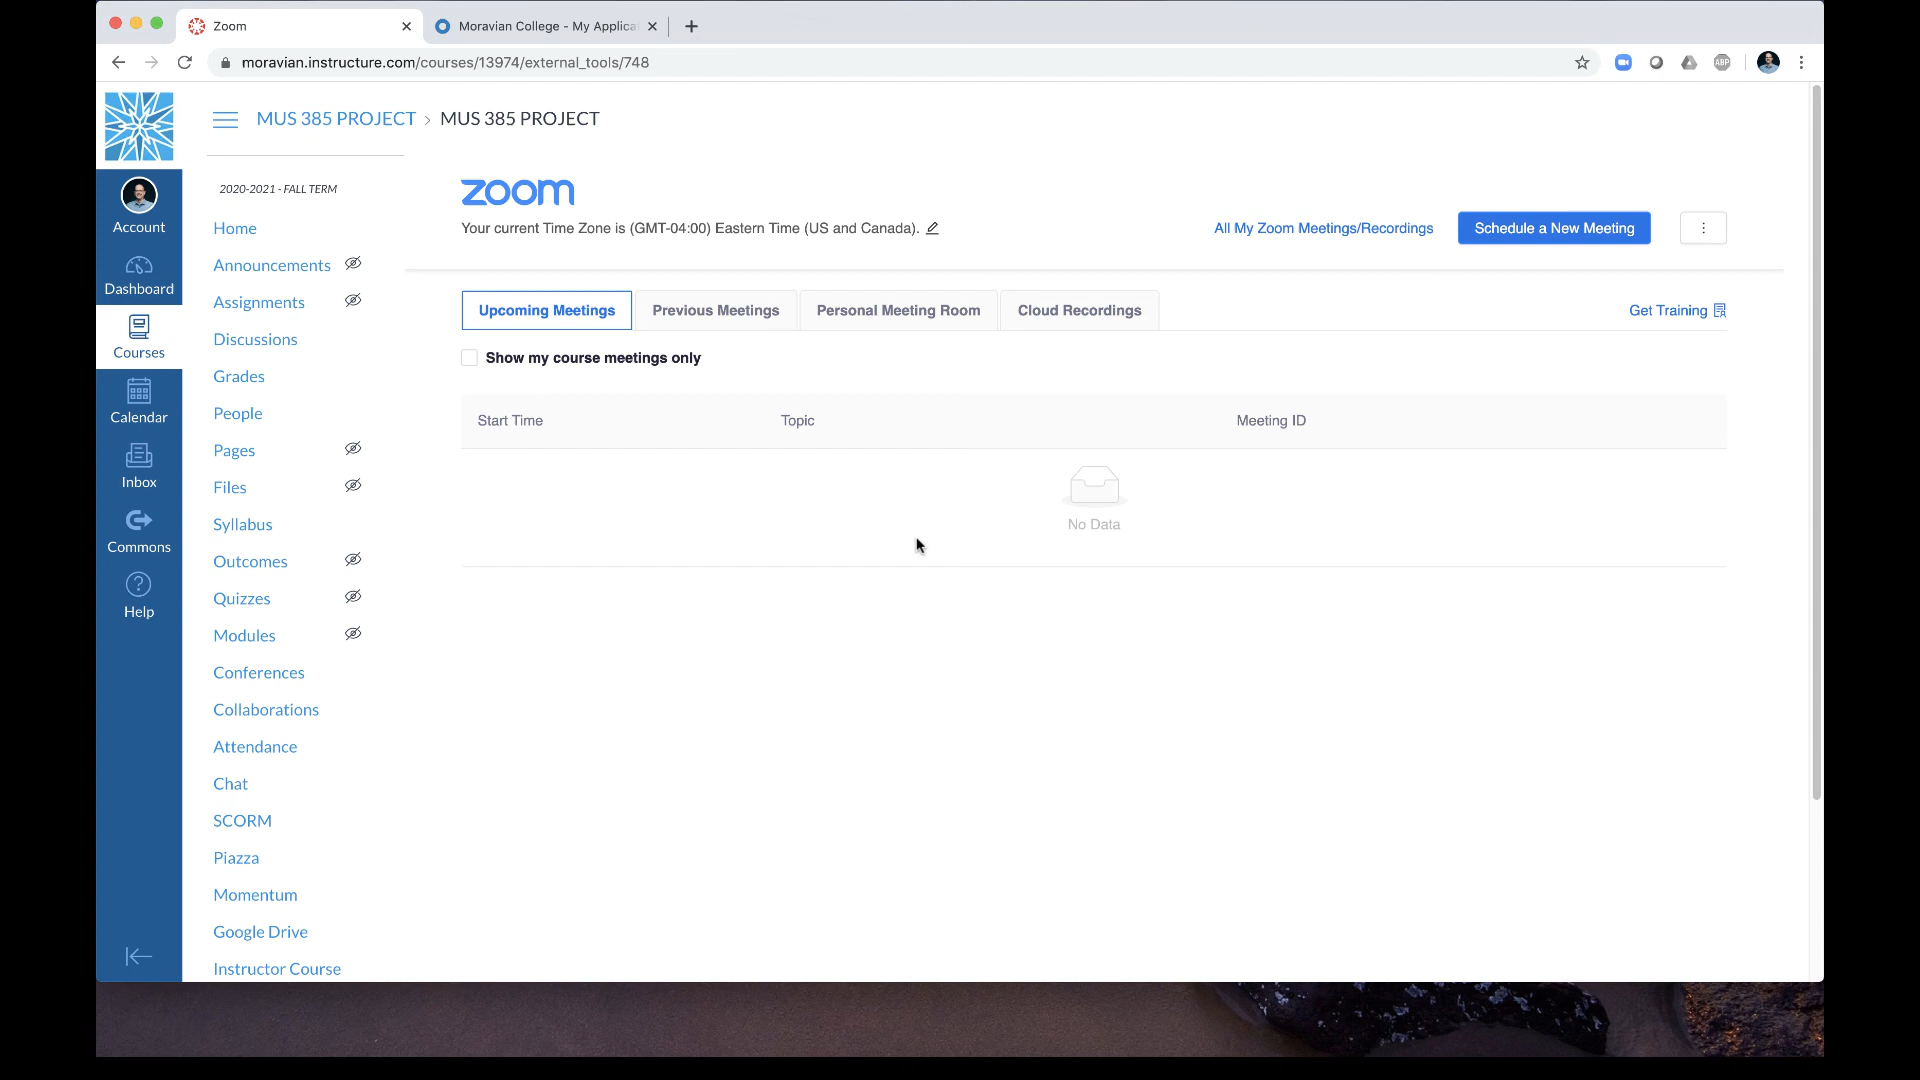 Zoom
Moravian College - My Applica
moravian.instructure.com/courses/13974/external_tools/748
ABP
MUS 385 PROJECT > MUS 385 PROJECT
Account
Dashboard
Courses
Calendar
Inbox
Commons
Help
2020-2021 - FALL TERM
Home
Announcements
Assignments
Discussions
Grades
People
Pages
Files
Syllabus
Outcomes
Quizzes
Modules
Conferences
Collaborations
Attendance
Chat
SCORM
Piazza
Momentum
Google Drive
Instructor Course
zoom
Your current Time Zone is (GMT-04:00) Eastern Time (US and Canada).
All My Zoom Meetings/Recordings
Schedule a New Meeting
Upcoming Meetings
Previous Meetings
Personal Meeting Room
Cloud Recordings
Get Training
Show my course meetings only
Start Time
Topic
Meeting ID
No Data